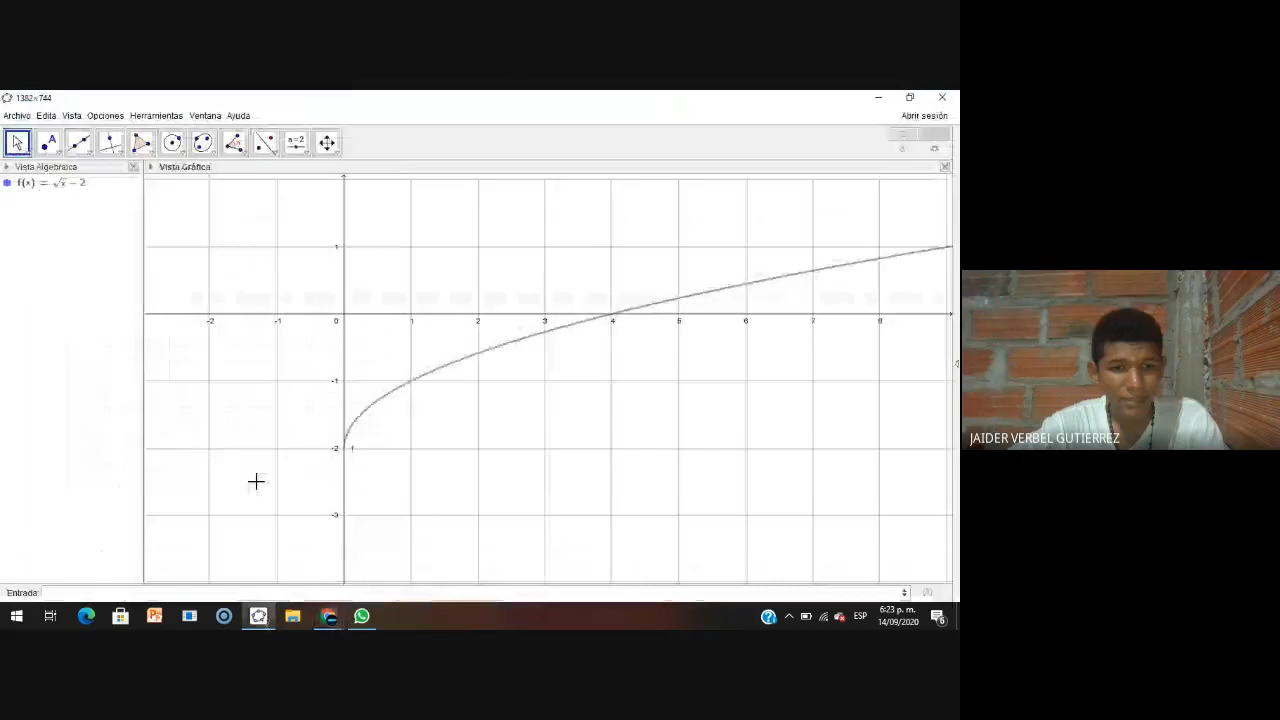 1382×744
Archivo Edita Vista Opciones Herramientas Ventana Ayuda Abrir sesión
A n=2
Vista Algebraica Vista Gráfica
f(x) = √x − 2
1
-2 -1 0 1 2 3 4 5 6 7 8
-1
-2 f
-3
JAIDER VERBEL GUTIERREZ
Entrada:
ESP 6:23 p. m.
14/09/2020 6